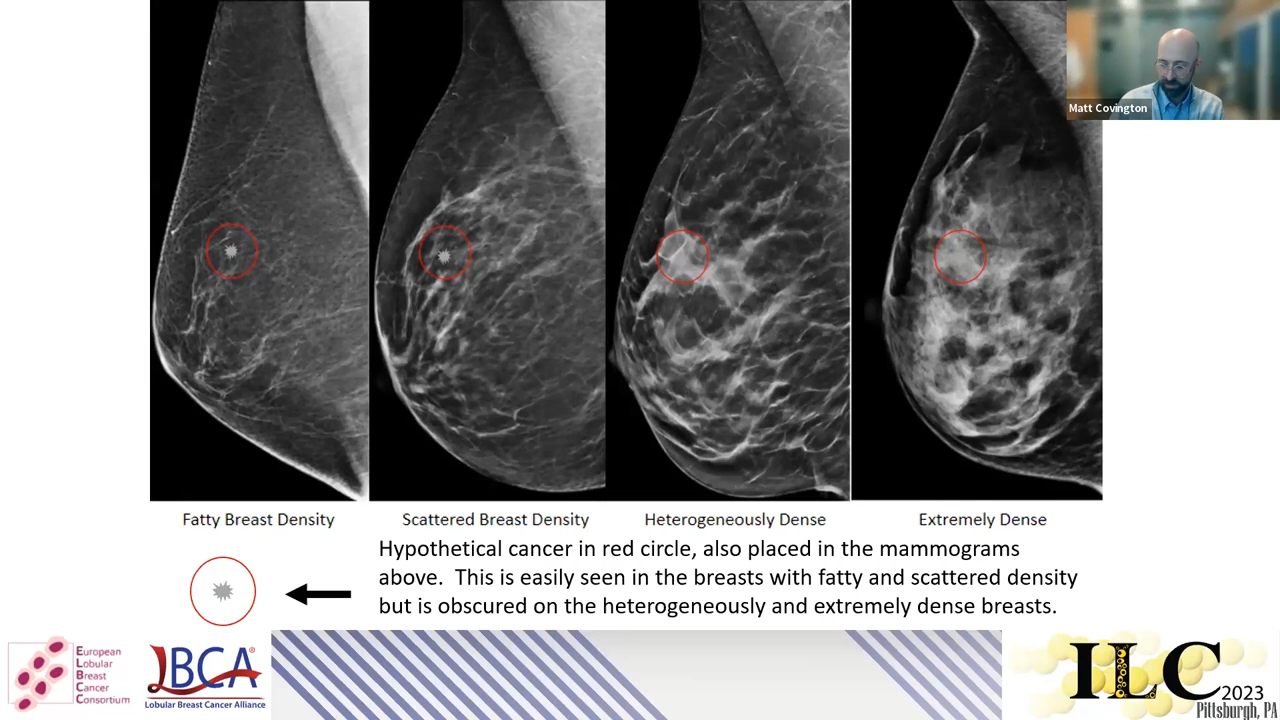 Matt Covington
Fatty Breast Density
Scattered Breast Density
Heterogeneously Dense
Extremely Dense
Hypothetical cancer in red circle, also placed in the mammograms
above. This is easily seen in the breasts with fatty and scattered density
but is obscured on the heterogeneously and extremely dense breasts.
European
Lobular
Breast
Cancer
Consortium
LBCA®
Lobular Breast Cancer Alliance
ILC
2023
Pittsburgh, PA